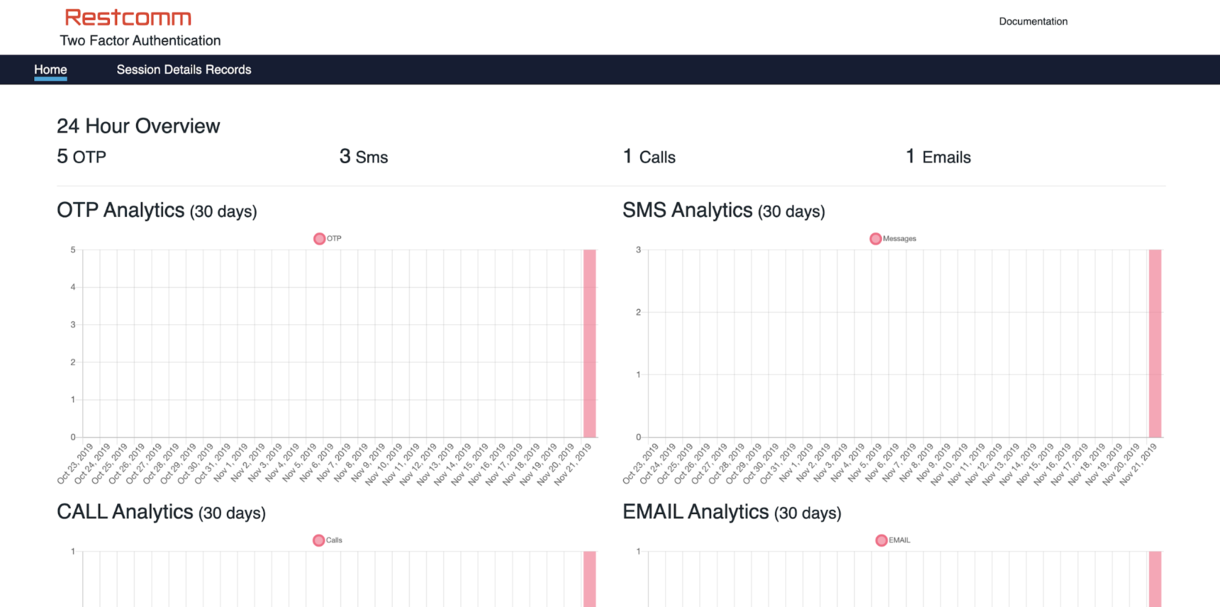 Restcomm
Two Factor Authentication
Documentation
Home
Session Details Records
24 Hour Overview
5 OTP
3 Sms
1 Calls
1 Emails
OTP Analytics (30 days)
OTP
5
4
3
2
1
0
Oct 23, 2019
Oct 24, 2019
Oct 25, 2019
Oct 26, 2019
Oct 27, 2019
Oct 28, 2019
Oct 29, 2019
Oct 30, 2019
Oct 31, 2019
Nov 1, 2019
Nov 2, 2019
Nov 3, 2019
Nov 4, 2019
Nov 5, 2019
Nov 6, 2019
Nov 7, 2019
Nov 8, 2019
Nov 9, 2019
Nov 10, 2019
Nov 11, 2019
Nov 12, 2019
Nov 13, 2019
Nov 14, 2019
Nov 15, 2019
Nov 16, 2019
Nov 17, 2019
Nov 18, 2019
Nov 19, 2019
Nov 20, 2019
Nov 21, 2019
SMS Analytics (30 days)
Messages
3
2
1
0
Oct 23, 2019
Oct 24, 2019
Oct 25, 2019
Oct 26, 2019
Oct 27, 2019
Oct 28, 2019
Oct 29, 2019
Oct 30, 2019
Oct 31, 2019
Nov 1, 2019
Nov 2, 2019
Nov 3, 2019
Nov 4, 2019
Nov 5, 2019
Nov 6, 2019
Nov 7, 2019
Nov 8, 2019
Nov 9, 2019
Nov 10, 2019
Nov 11, 2019
Nov 12, 2019
Nov 13, 2019
Nov 14, 2019
Nov 15, 2019
Nov 16, 2019
Nov 17, 2019
Nov 18, 2019
Nov 19, 2019
Nov 20, 2019
Nov 21, 2019
CALL Analytics (30 days)
Calls
1
EMAIL Analytics (30 days)
EMAIL
1